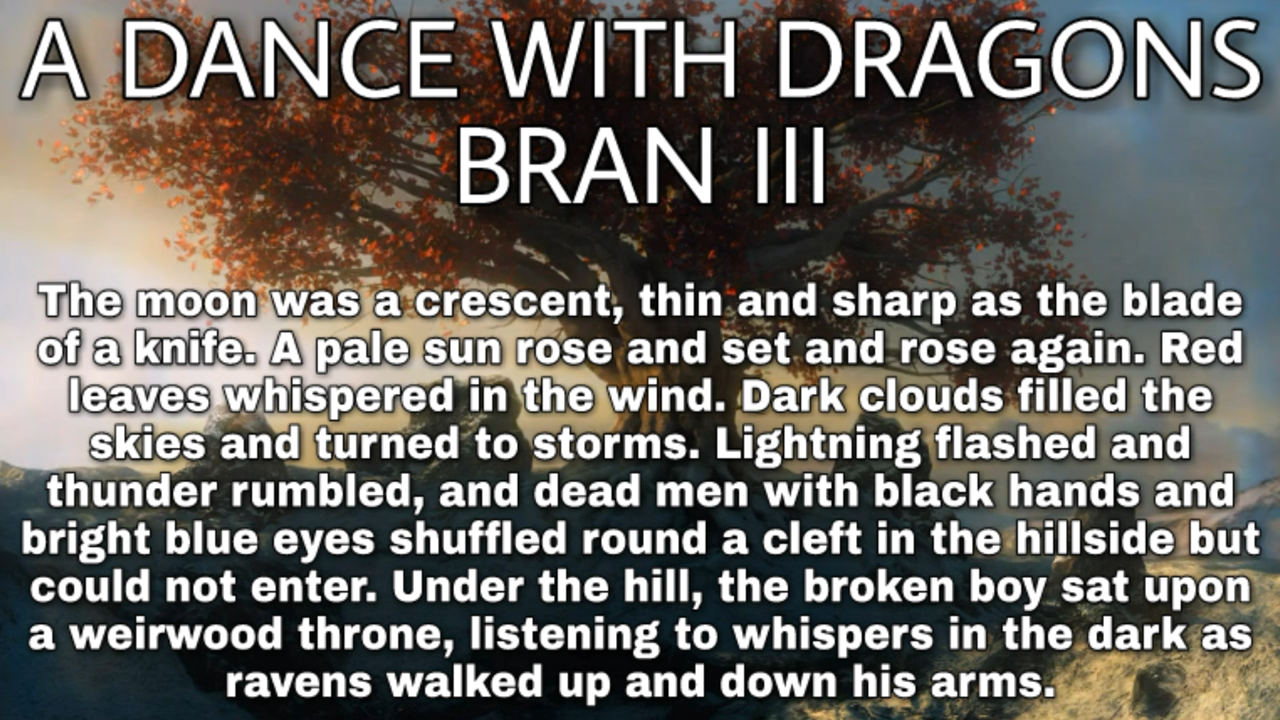 A DANCE WITH DRAGONS
BRAN III
The moon was a crescent, thin and sharp as the blade
of a knife. A pale sun rose and set and rose again. Red
leaves whispered in the wind. Dark clouds filled the
skies and turned to storms. Lightning flashed and
thunder rumbled, and dead men with black hands and
bright blue eyes shuffled round a cleft in the hillside but
could not enter. Under the hill, the broken boy sat upon
a weirwood throne, listening to whispers in the dark as
ravens walked up and down his arms.